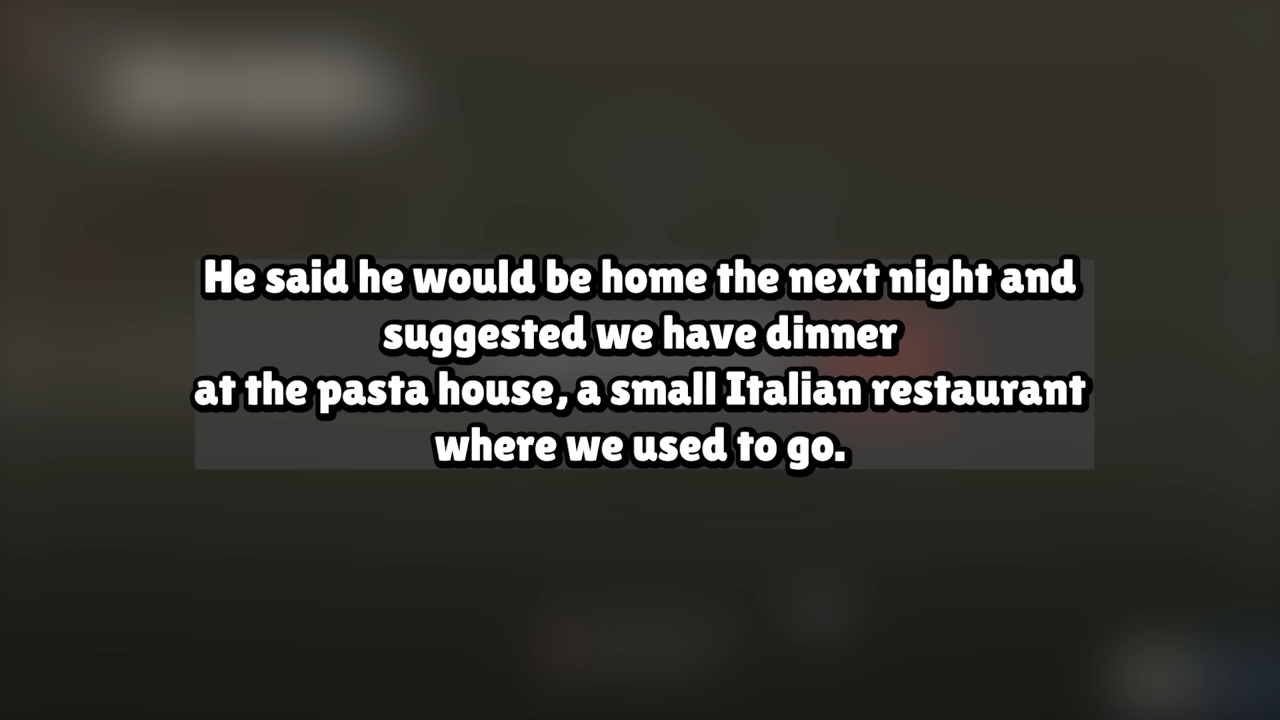 He said he would be home the next night and
suggested we have dinner
at the pasta house, a small Italian restaurant
where we used to go.